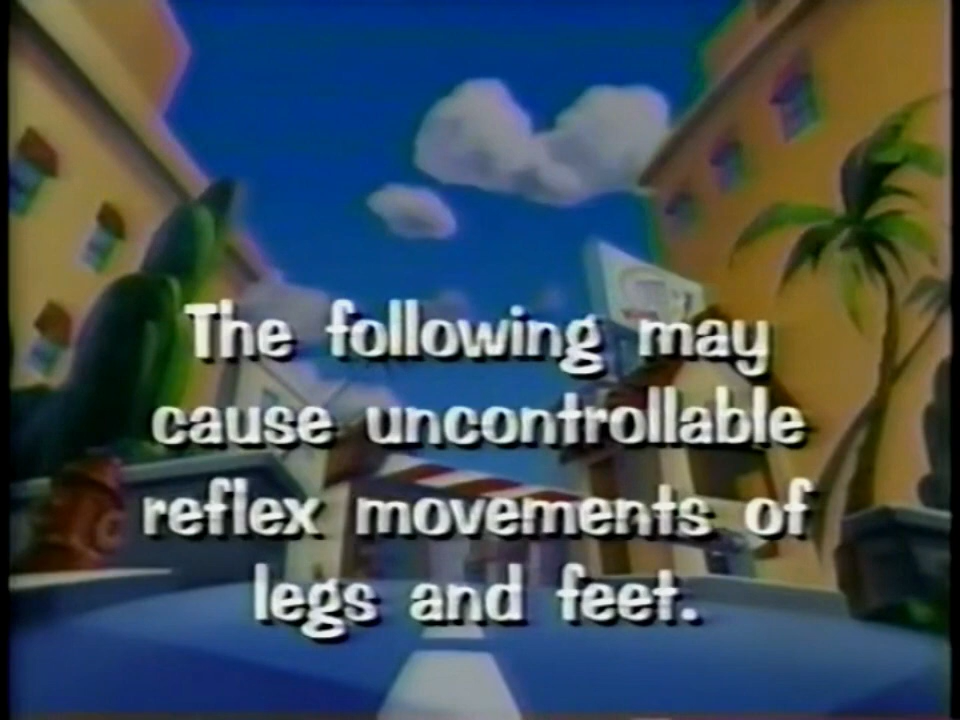 The following may
cause uncontrollable
reflex movements of
legs and feet.